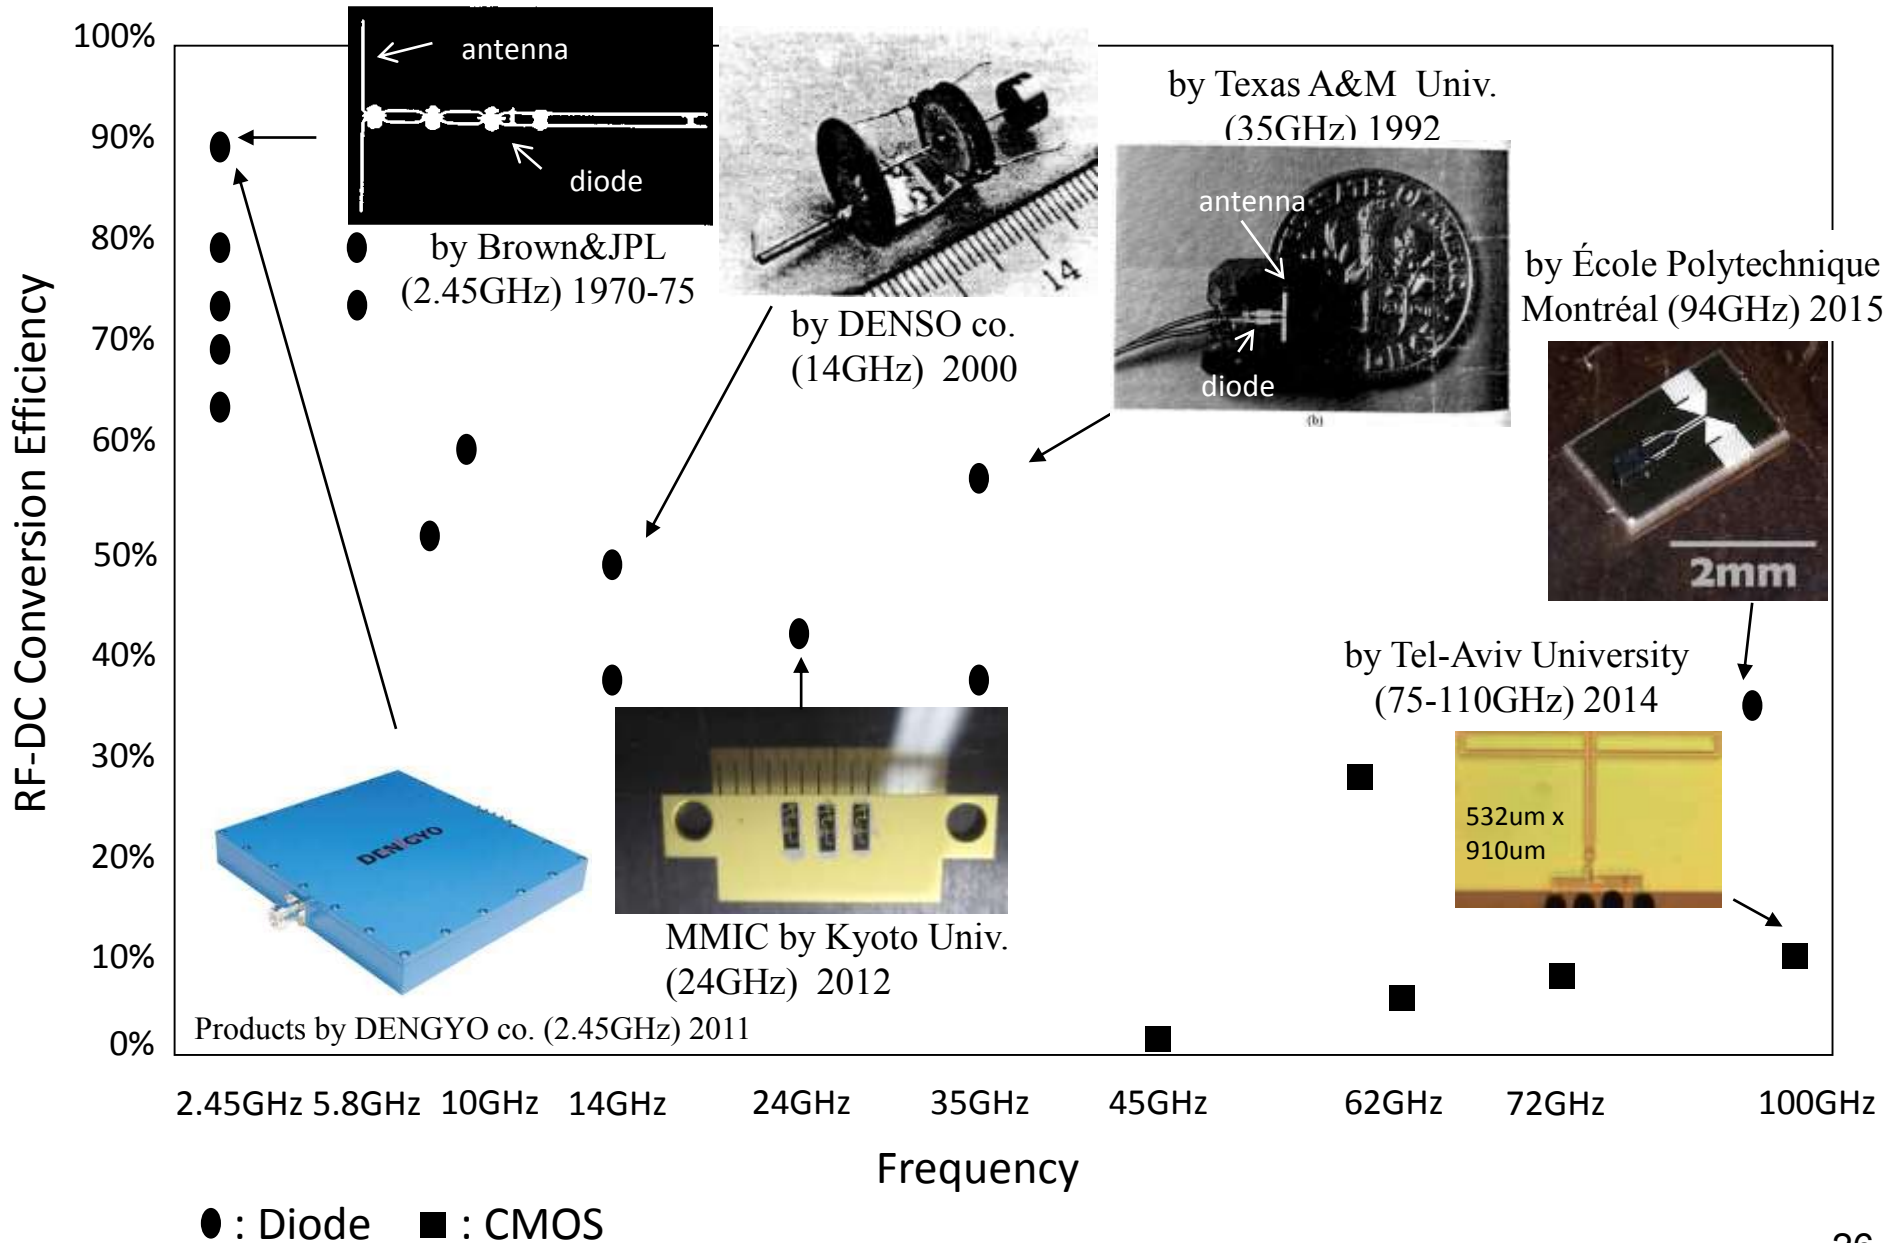 100%
90%
80%
70%
60%
50%
40%
30%
20%
10%
0%
RF-DC Conversion Efficiency
antenna
diode
by Brown&JPL
(2.45GHz) 1970-75
14
by DENSO co.
(14GHz) 2000
by Texas A&M Univ.
(35GHz) 1992
antenna
diode
(b)
by École Polytechnique
Montréal (94GHz) 2015
2mm
by Tel-Aviv University
(75-110GHz) 2014
532um x
910um
DENGYO
MMIC by Kyoto Univ.
(24GHz) 2012
Products by DENGYO co. (2.45GHz) 2011
2.45GHz 5.8GHz 10GHz 14GHz 24GHz 35GHz 45GHz 62GHz 72GHz 100GHz
Frequency
: Diode : CMOS